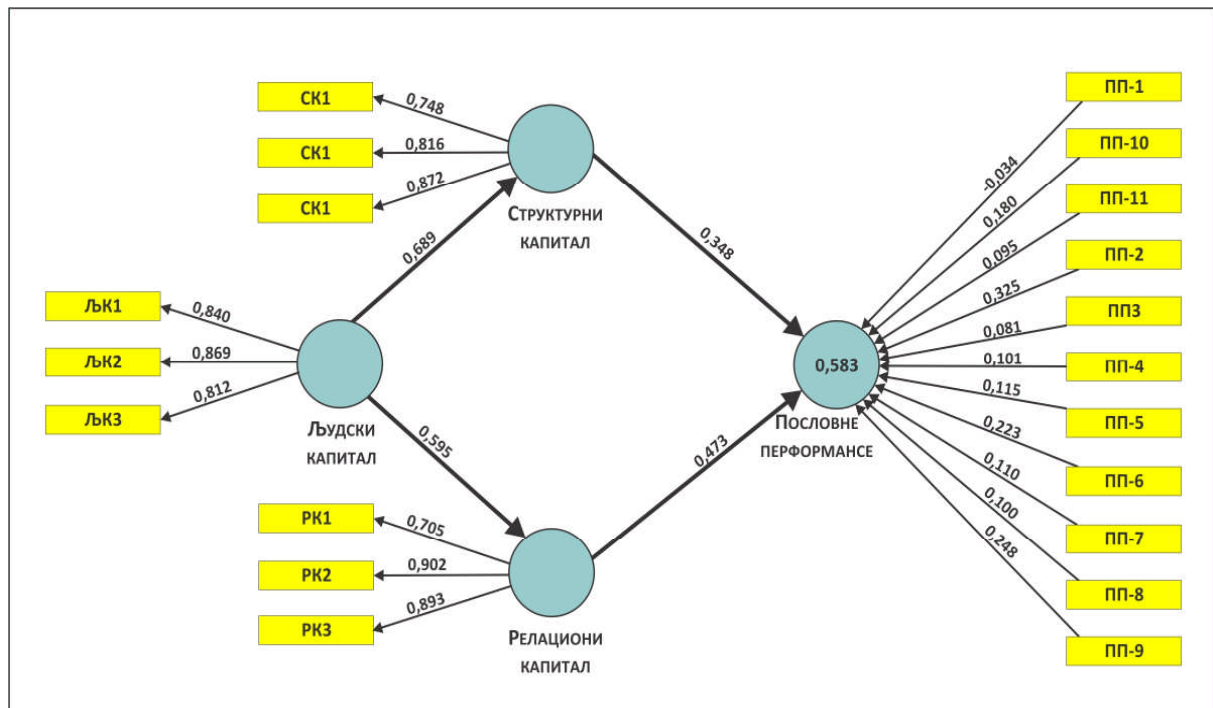 СК1
0,748
СК1
0,816
СК1
0,872
СТРУКТУРНИ
КАПИТАЛ
0,689
0,348
ЉК1
0,840
ЉК2
0,869
ЉК3
0,812
ЉУДСКИ
КАПИТАЛ
0,595
0,473
РК1
0,705
РК2
0,902
РК3
0,893
РЕЛАЦИОНИ
КАПИТАЛ
0,583
ПОСЛОВНЕ
ПЕРФОРМАНСЕ
ПП-1
-0,034
ПП-10
0,180
ПП-11
0,095
ПП-2
0,325
ПП3
0,081
ПП-4
0,101
ПП-5
0,115
ПП-6
0,223
ПП-7
0,110
ПП-8
0,100
ПП-9
0,248